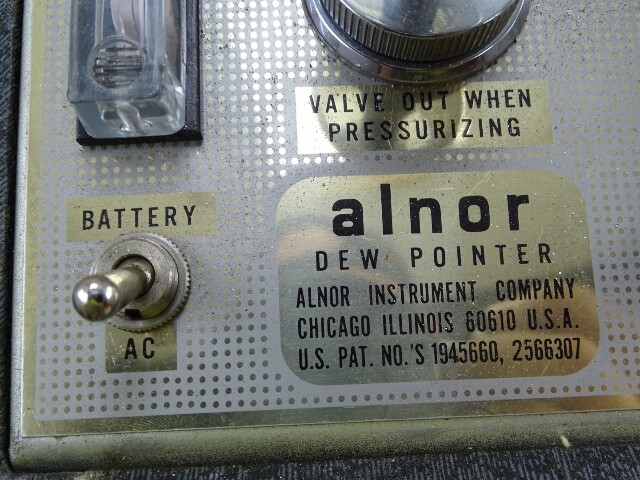 VALVE OUT WHEN
PRESSURIZING
BATTERY
AC
alnor
DEW POINTER
ALNOR INSTRUMENT COMPANY
CHICAGO ILLINOIS 60610 U.S.A.
U.S. PAT. NO.'S 1945660, 2566307